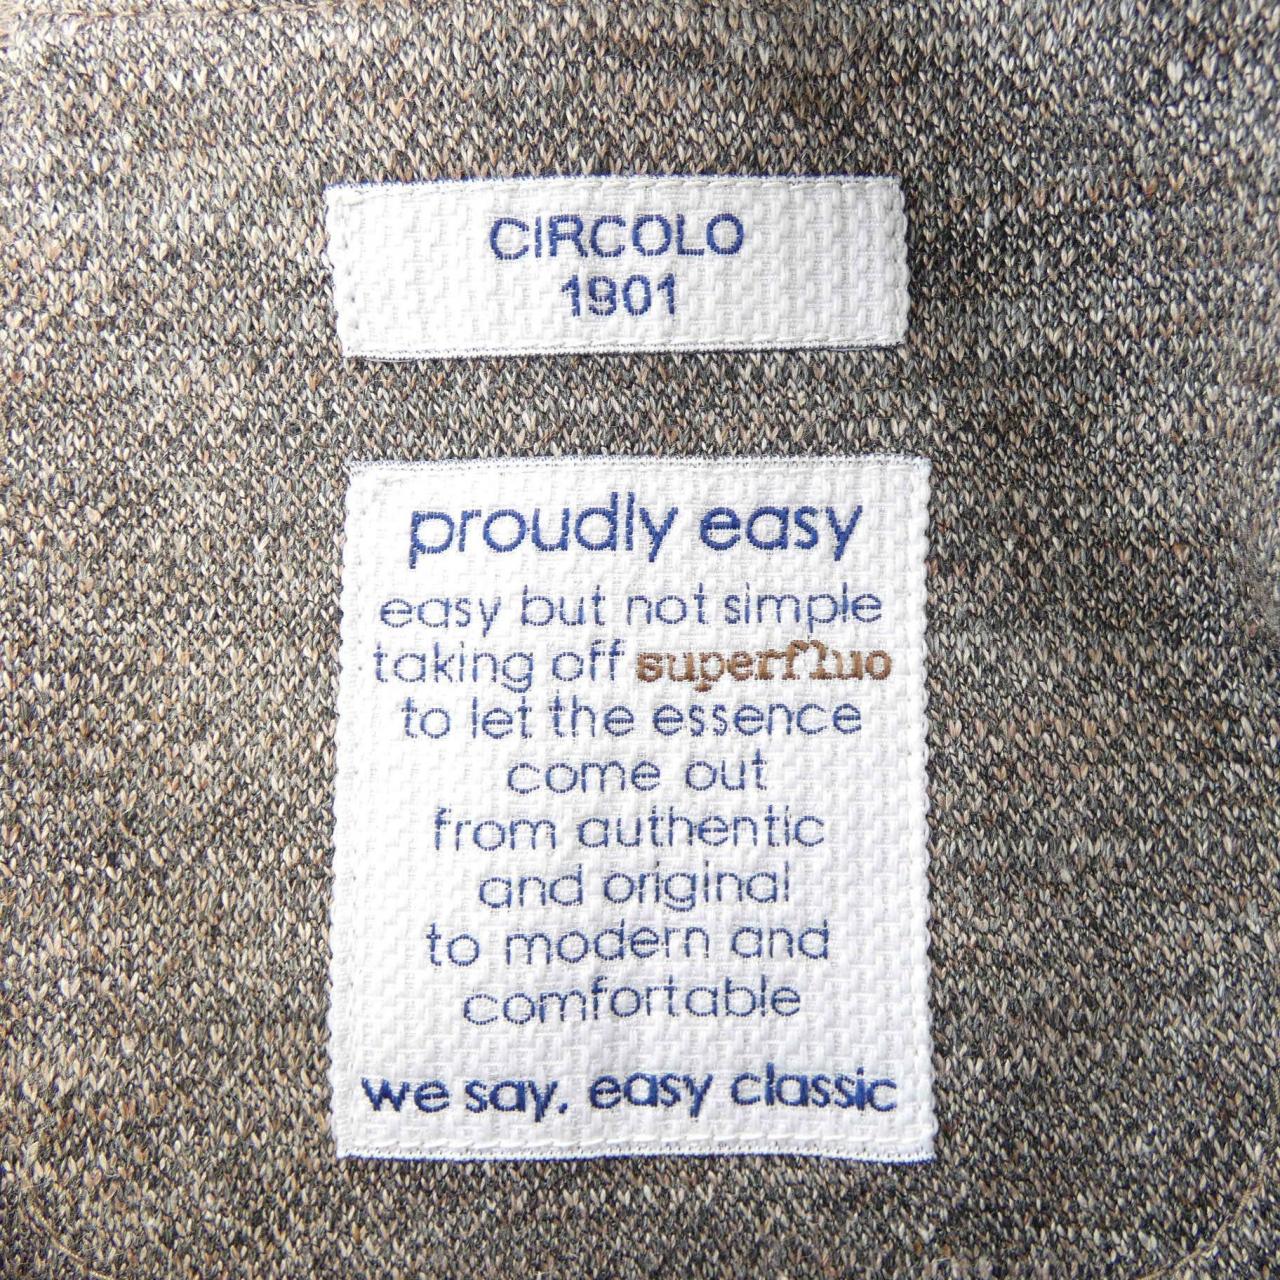 CIRCOLO
1901
proudly easy
easy but not simple
taking off superfluo
to let the essence
come out
from authentic
and original
to modern and
comfortable
we say, easy classic